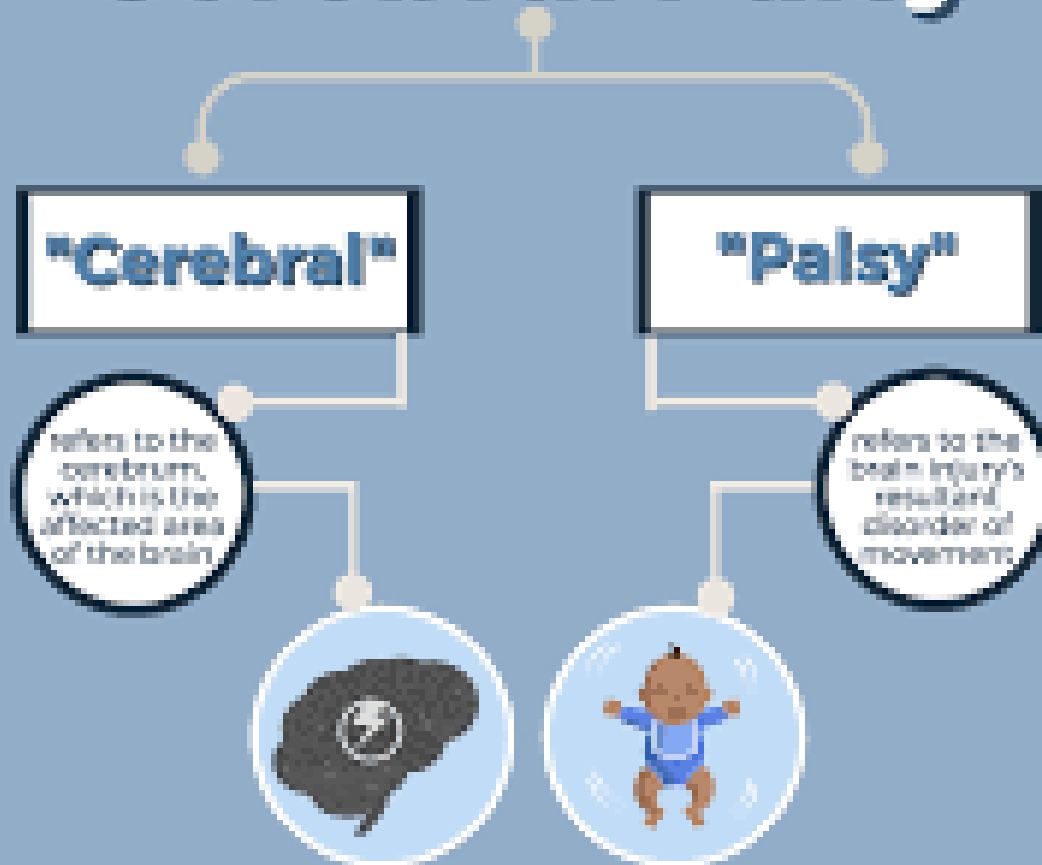 "Cerebral"
"Palsy"
refers to the
cerebrum,
which is the
affected area
of the brain
refers to the
brain injury's
resultant
disorder of
movement